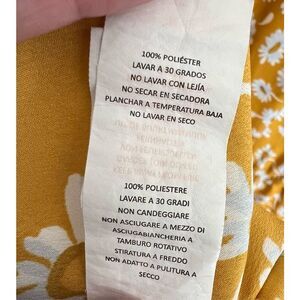 100% POLIÉSTER
LAVAR A 30 GRADOS
NO LAVAR CON LEJÍA
NO SECAR EN SECADORA
PLANCHAR A TEMPERATURA BAJA
NO LAVAR EN SECO
100% POLIESTERE
LAVARE A 30 GRADI
NON CANDEGGIARE
NON ASCIUGARE A MEZZO DI
ASCIUGABIANCHERIA A
TAMBURO ROTATIVO
STIRATURA A FREDDO
NON ADATTO A PULITURA A
SECCO